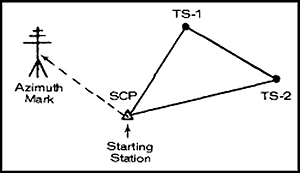 TS-1
SCP
TS-2
Azimuth
Mark
Starting
Station